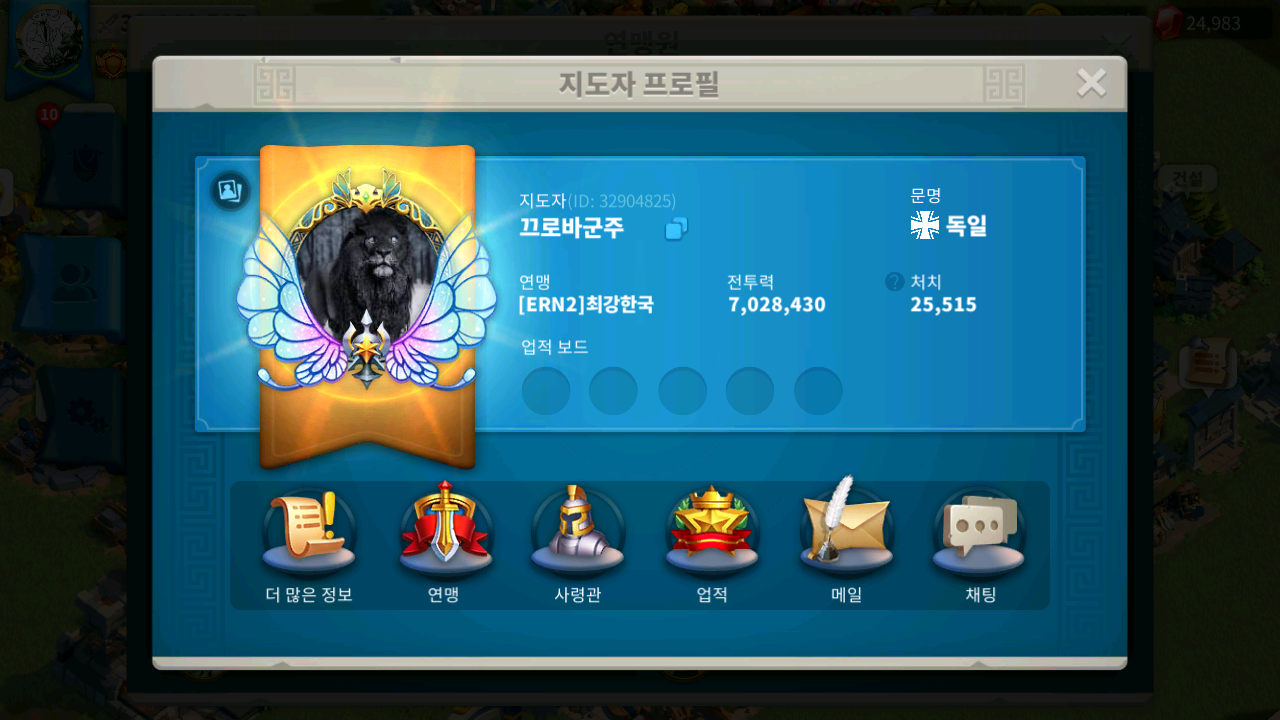 연맹원
24,983
지도자 프로필
10
건설
지도자(ID: 32904825)
끄로바군주
문명
독일
연맹
[ERN2]최강한국
전투력
7,028,430
? 처치
25,515
업적 보드
더 많은 정보
연맹
사령관
업적
메일
채팅